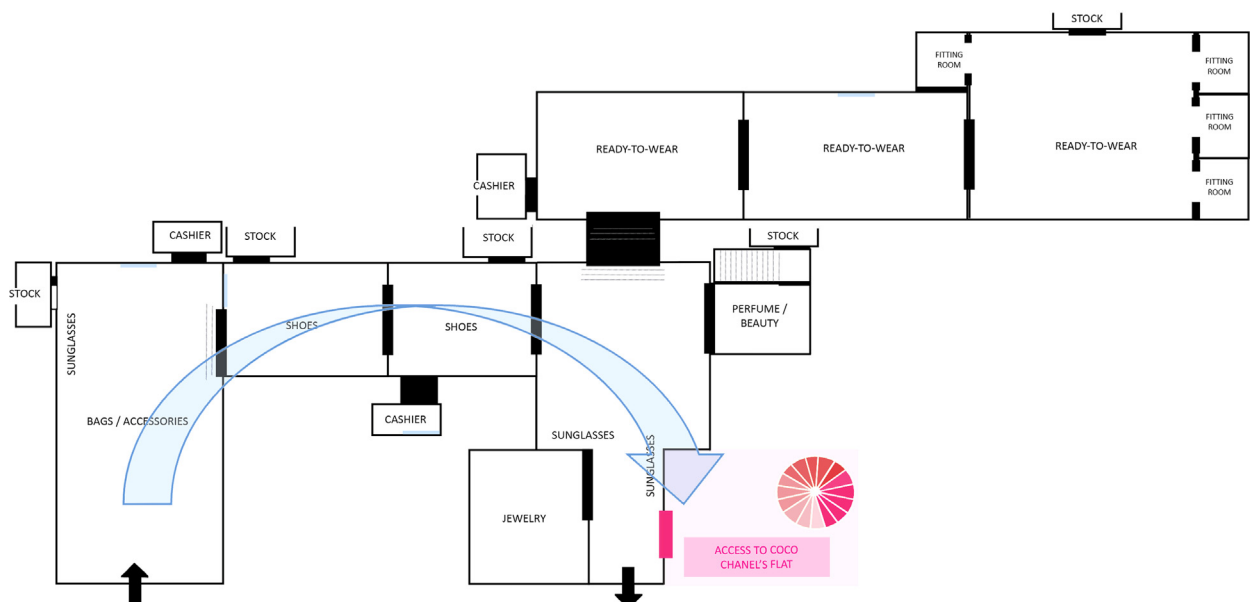 STOCK
FITTING
ROOM
FITTING
ROOM
READY-TO-WEAR
READY-TO-WEAR
READY-TO-WEAR
FITTING
ROOM
FITTING
ROOM
CASHIER
CASHIER
STOCK
STOCK
STOCK
STOCK
SUNGLASSES
SHOES
SHOES
PERFUME /
BEAUTY
BAGS / ACCESSORIES
CASHIER
SUNGLASSES
SUNGLASSES
JEWELRY
ACCESS TO COCO
CHANEL'S FLAT